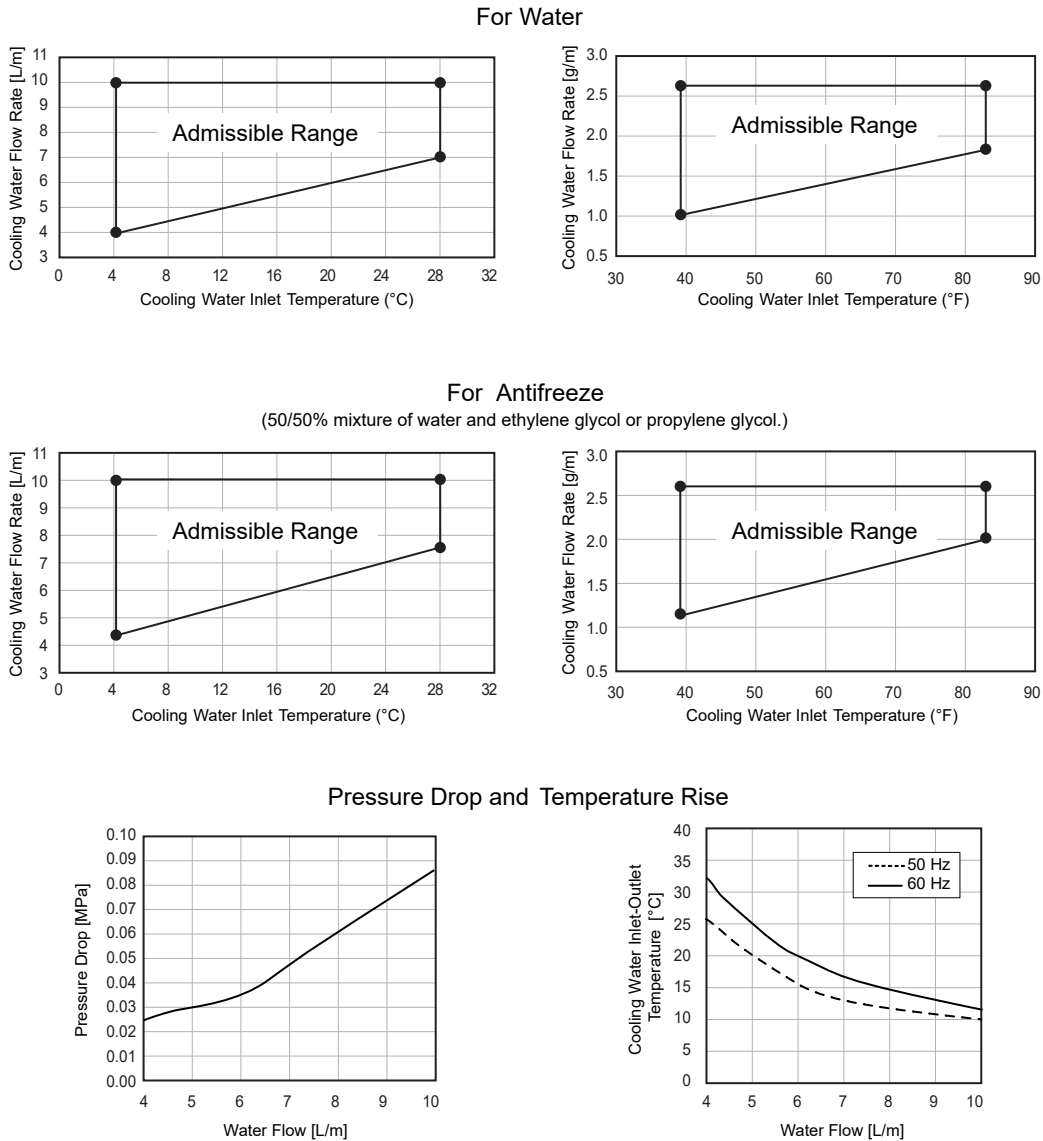 For Water
Cooling Water Flow Rate [L/m]
11
10
9
8
7
6
5
4
3
Admissible Range
0 4 8 12 16 20 24 28 32
Cooling Water Inlet Temperature (°C)
Cooling Water Flow Rate [g/m]
3.0
2.5
2.0
1.5
1.0
0.5
Admissible Range
30 40 50 60 70 80 90
Cooling Water Inlet Temperature (°F)
For Antifreeze
(50/50% mixture of water and ethylene glycol or propylene glycol.)
Cooling Water Flow Rate [L/m]
11
10
9
8
7
6
5
4
3
Admissible Range
0 4 8 12 16 20 24 28 32
Cooling Water Inlet Temperature (°C)
Cooling Water Flow Rate [g/m]
3.0
2.5
2.0
1.5
1.0
0.5
Admissible Range
30 40 50 60 70 80 90
Cooling Water Inlet Temperature (°F)
Pressure Drop and Temperature Rise
Pressure Drop [MPa]
0.10
0.09
0.08
0.07
0.06
0.05
0.04
0.03
0.02
0.01
0.00
4 5 6 7 8 9 10
Water Flow [L/m]
Cooling Water Inlet-Outlet
Temperature [°C]
40
35
30
25
20
15
10
5
0
50 Hz
60 Hz
4 5 6 7 8 9 10
Water Flow [L/m]